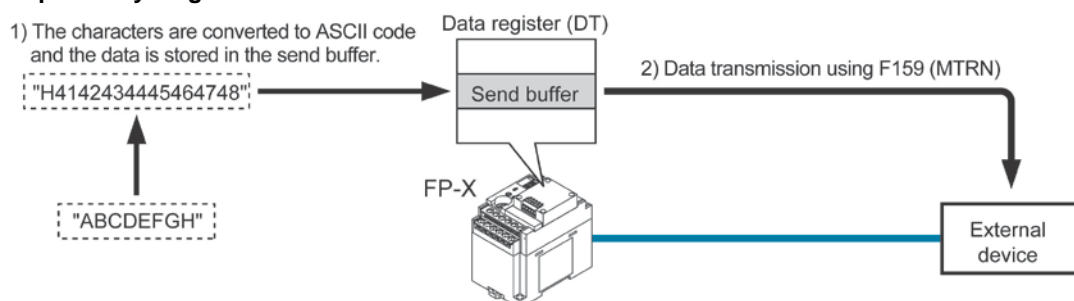 1) The characters are converted to ASCII code
and the data is stored in the send buffer.
"H4142434445464748"
"ABCDEFGH"
Data register (DT)
Send buffer
FP-X
2) Data transmission using F159 (MTRN)
External
device